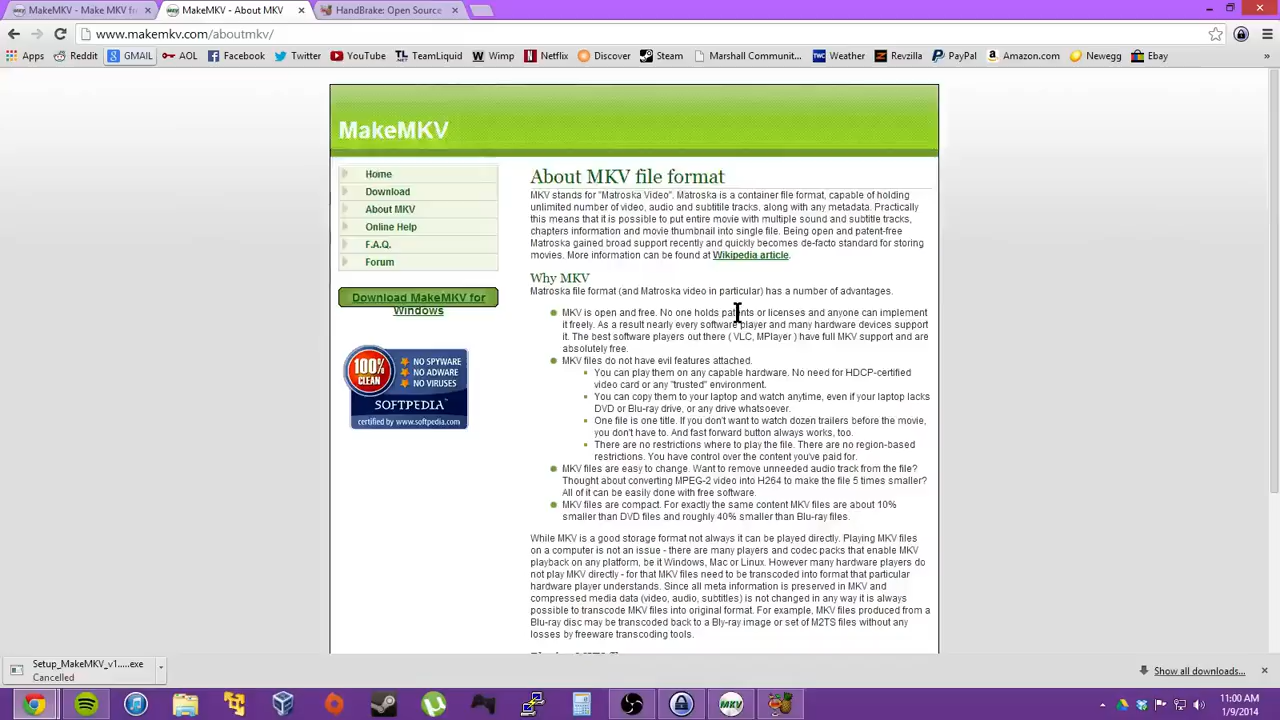 MakeMKV - Make MKV fr
MakeMKV - About MKV
HandBrake: Open Source
www.makemkv.com/aboutmkv/
Apps Reddit GMAIL AOL Facebook Twitter YouTube TeamLiquid Wimp Netflix Discover Steam Marshall Communit... Weather Revzilla PayPal Amazon.com Newegg Ebay »
MakeMKV
Home
Download
About MKV
Online Help
F.A.Q.
Forum
Download MakeMKV for
Windows
100%
CLEAN
NO SPYWARE
NO ADWARE
NO VIRUSES
SOFTPEDIA
certified by www.softpedia.com
About MKV file format
MKV stands for "Matroska Video". Matroska is a container file format, capable of holding
unlimited number of video, audio and subtitile tracks, along with any metadata. Practically
this means that it is possible to put entire movie with multiple sound and subtitle tracks,
chapters information and movie thumbnail into single file. Being open and patent-free
Matroska gained broad support recently and quickly becomes de-facto standard for storing
movies. More information can be found at Wikipedia article.
Why MKV
Matroska file format (and Matroska video in particular) has a number of advantages.
MKV is open and free. No one holds patents or licenses and anyone can implement
it freely. As a result nearly every software player and many hardware devices support
it. The best software players out there ( VLC, MPlayer ) have full MKV support and are
absolutely free.
MKV files do not have evil features attached.
You can play them on any capable hardware. No need for HDCP-certified
video card or any "trusted" environment.
You can copy them to your laptop and watch anytime, even if your laptop lacks
DVD or Blu-ray drive, or any drive whatsoever.
One file is one title. If you don't want to watch dozen trailers before the movie,
you don't have to. And fast forward button always works, too.
There are no restrictions where to play the file. There are no region-based
restrictions. You have control over the content you've paid for.
MKV files are easy to change. Want to remove unneeded audio track from the file?
Thought about converting MPEG-2 video into H264 to make the file 5 times smaller?
All of it can be easily done with free software.
MKV files are compact. For exactly the same content MKV files are about 10%
smaller than DVD files and roughly 40% smaller than Blu-ray files.
While MKV is a good storage format not always it can be played directly. Playing MKV files
on a computer is not an issue - there are many players and codec packs that enable MKV
playback on any platform, be it Windows, Mac or Linux. However many hardware players do
not play MKV directly - for that MKV files need to be transcoded into format that particular
hardware player understands. Since all meta information is preserved in MKV and
compressed media data (video, audio, subtitles) is not changed in any way it is always
possible to transcode MKV files into original format. For example, MKV files produced from a
Blu-ray disc may be transcoded back to a Bly-ray image or set of M2TS files without any
losses by freeware transcoding tools.
Setup_MakeMKV_v1.....exe
Cancelled
Show all downloads...
11:00 AM
1/9/2014